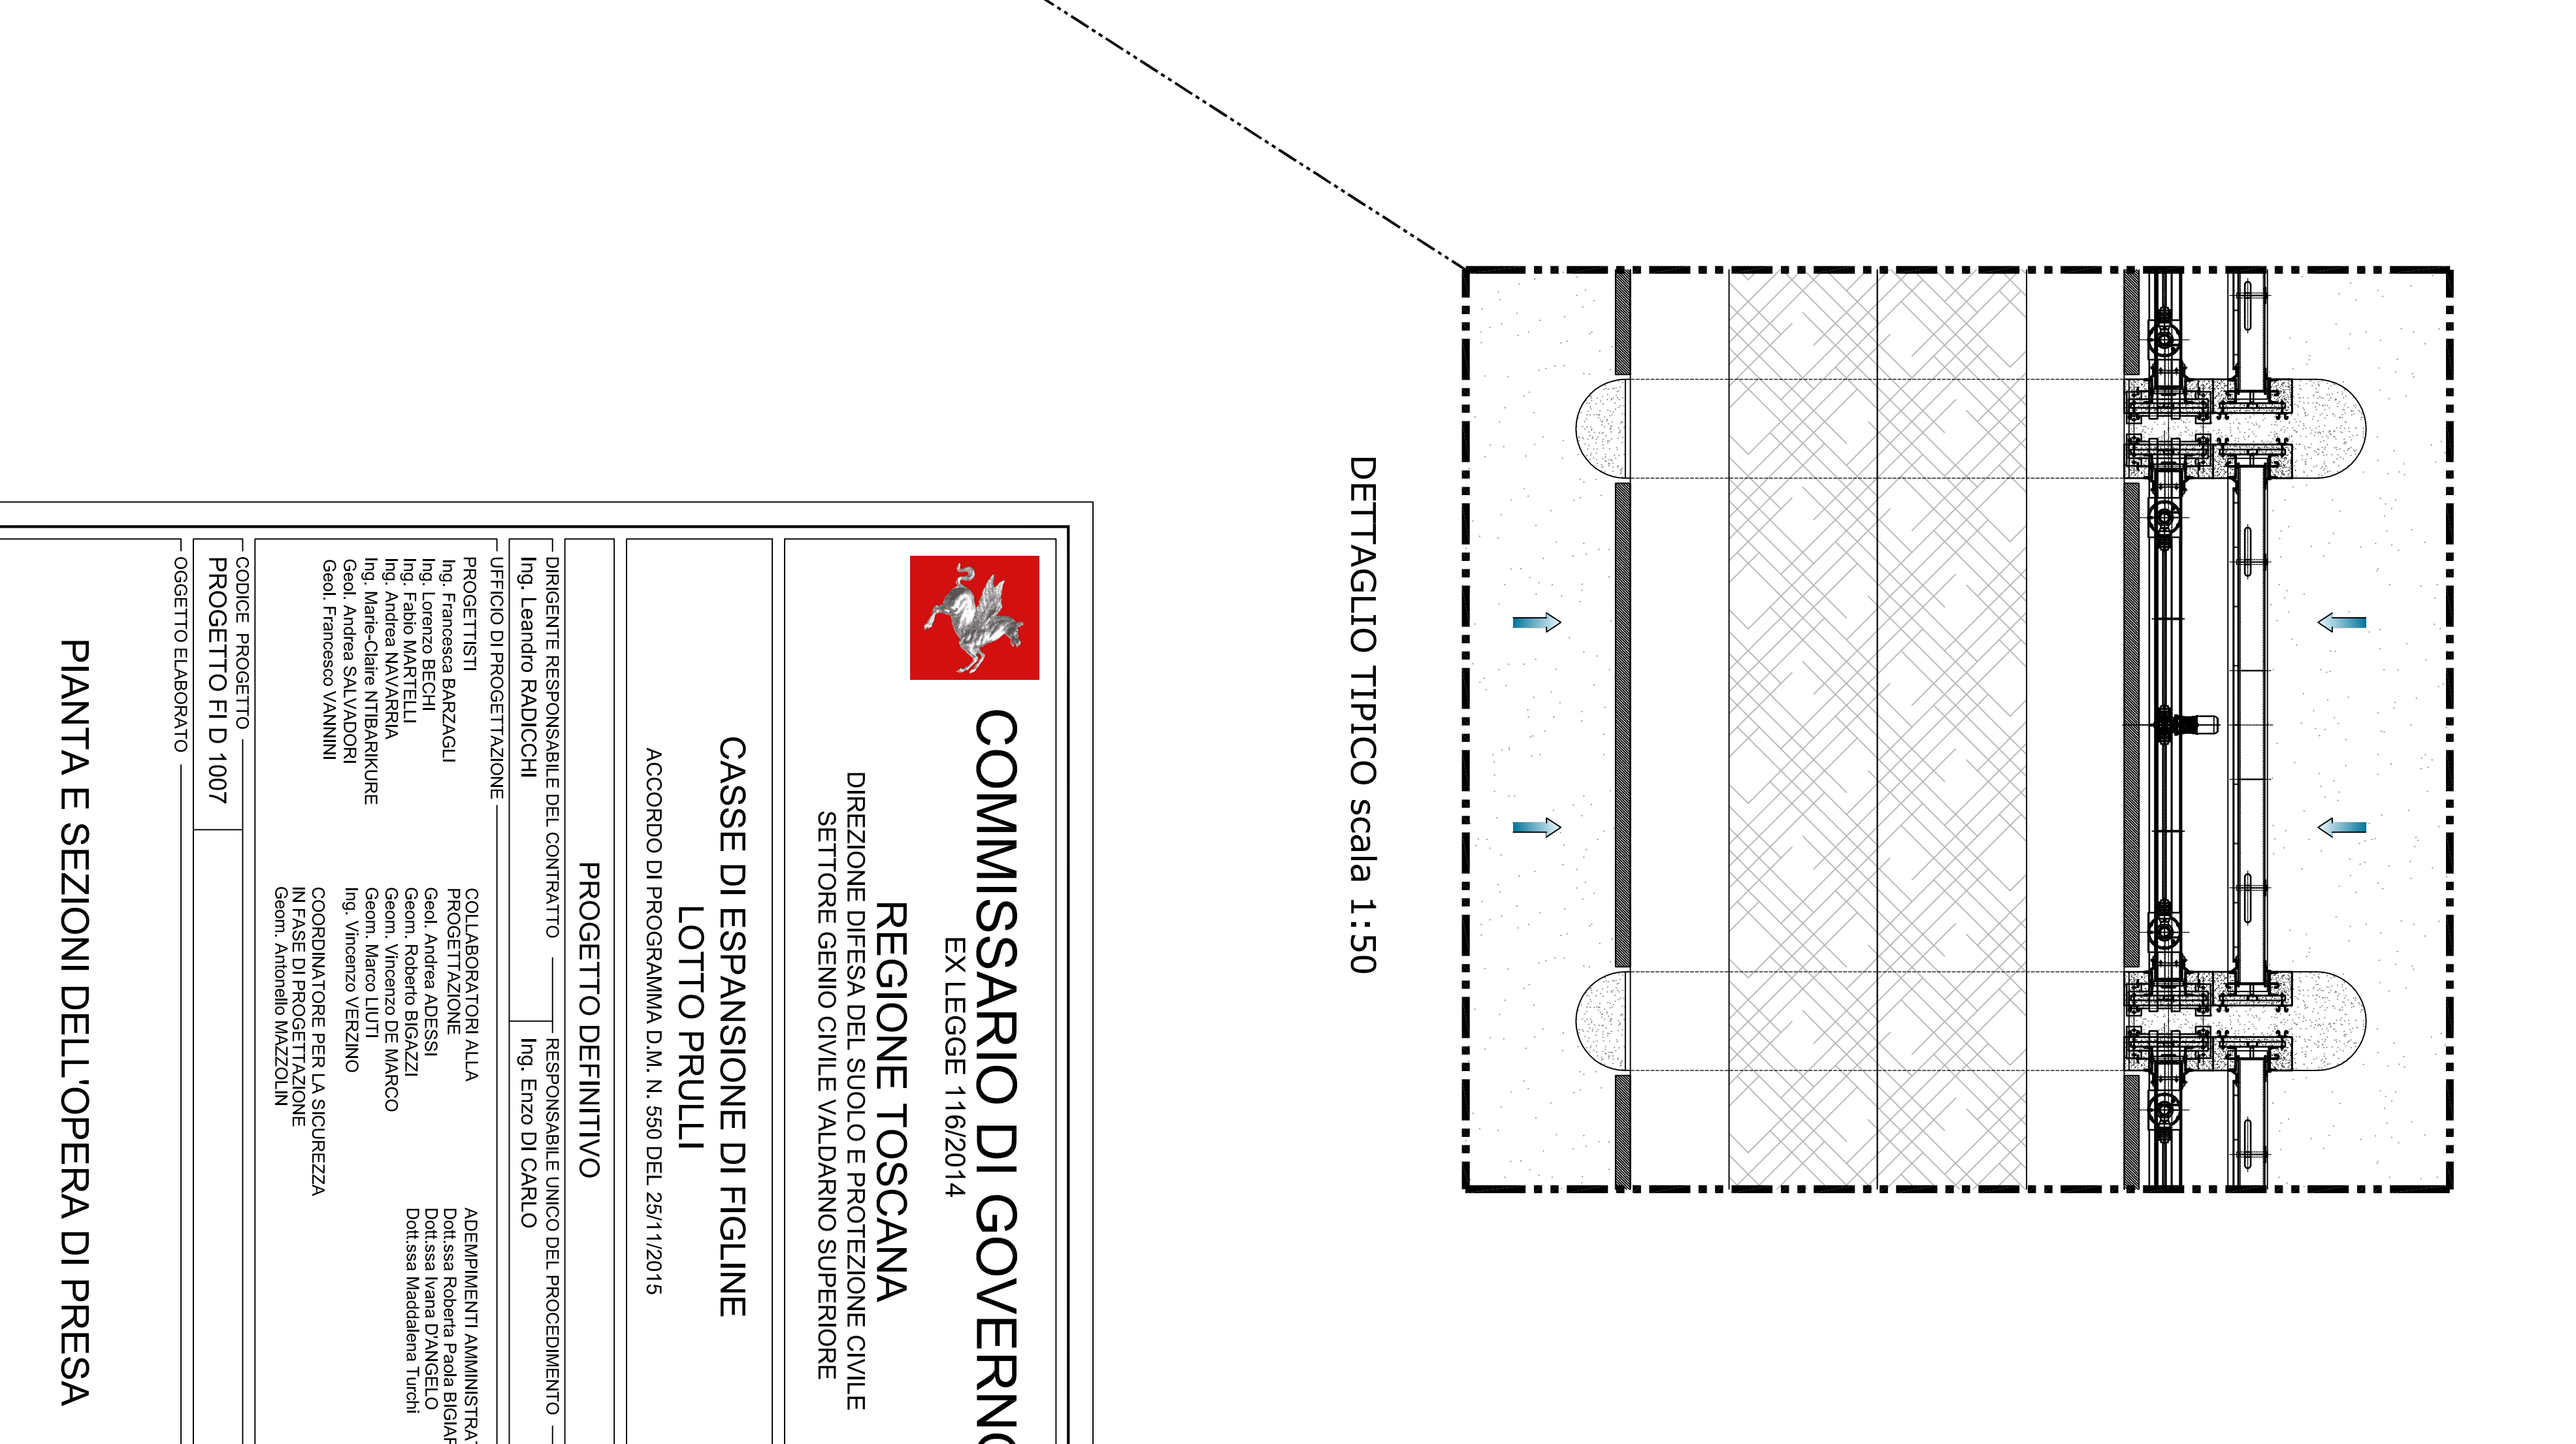 DETTAGLIO TIPICO scala 1:50
COMMISSARIO DI GOVERNO
EX LEGGE 116/2014
REGIONE TOSCANA
DIREZIONE DIFESA DEL SUOLO E PROTEZIONE CIVILE
SETTORE GENIO CIVILE VALDARNO SUPERIORE
CASSE DI ESPANSIONE DI FIGLINE
LOTTO PRULLI
ACCORDO DI PROGRAMMA D.M. N. 550 DEL 25/11/2015
PROGETTO DEFINITIVO
DIRIGENTE RESPONSABILE DEL CONTRATTO
Ing. Leandro RADICCHI
RESPONSABILE UNICO DEL PROCEDIMENTO
Ing. Enzo DI CARLO
UFFICIO DI PROGETTAZIONE
PROGETTISTI
Ing. Francesca BARZAGLI
Ing. Lorenzo BECHI
Ing. Fabio MARTELLI
Ing. Andrea NAVARRIA
Ing. Marie-Claire NTIBARIKURE
Geol. Andrea SALVADORI
Geol. Francesco VANNINI
COLLABORATORI ALLA
PROGETTAZIONE
Geol. Andrea ADESSI
Geom. Roberto BIGAZZI
Geom. Vincenzo DE MARCO
Geom. Marco LIUTI
Ing. Vincenzo VERZINO
COORDINATORE PER LA SICUREZZA
IN FASE DI PROGETTAZIONE
Geom. Antonello MAZZOLIN
ADEMPIMENTI AMMINISTRAT
Dott.ssa Roberta Paola BIGIAR
Dott.ssa Ivana D'ANGELO
Dott.ssa Maddalena Turchi
CODICE PROGETTO
PROGETTO FI D 1007
OGGETTO ELABORATO
PIANTA E SEZIONI DELL'OPERA DI PRESA